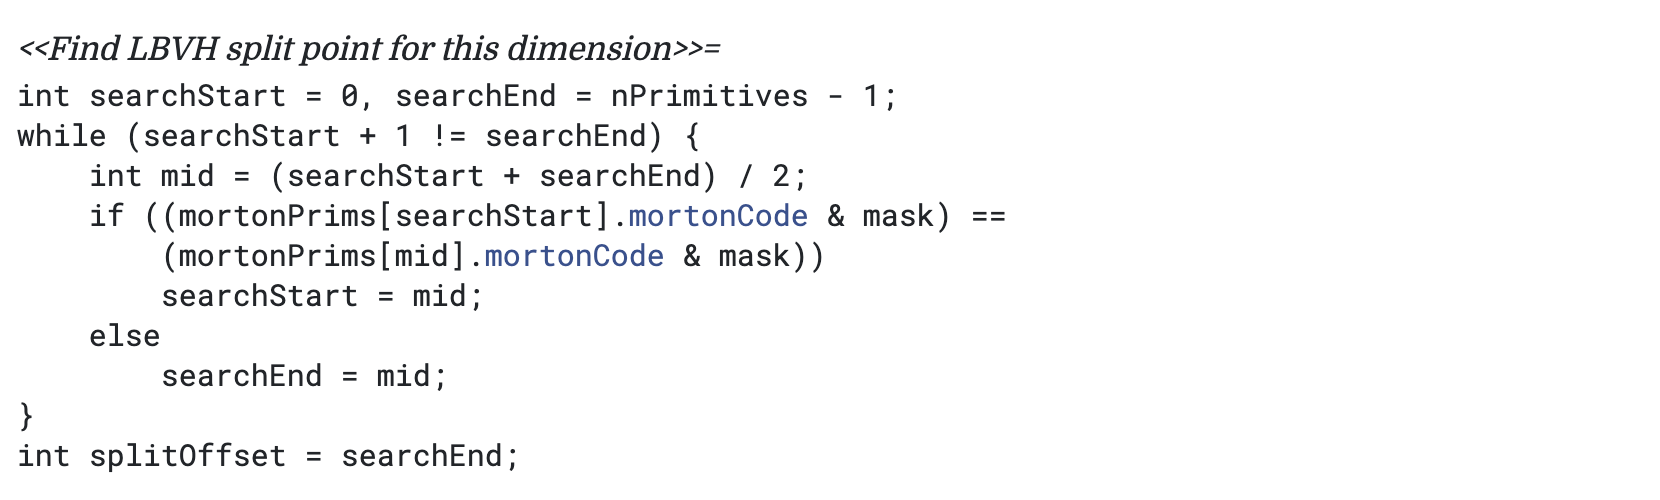 <<Find LBVH split point for this dimension>>=
int searchStart = 0, searchEnd = nPrimitives - 1;
while (searchStart + 1 != searchEnd) {
    int mid = (searchStart + searchEnd) / 2;
    if ((mortonPrims[searchStart].mortonCode & mask) ==
        (mortonPrims[mid].mortonCode & mask))
        searchStart = mid;
    else
        searchEnd = mid;
}
int splitOffset = searchEnd;